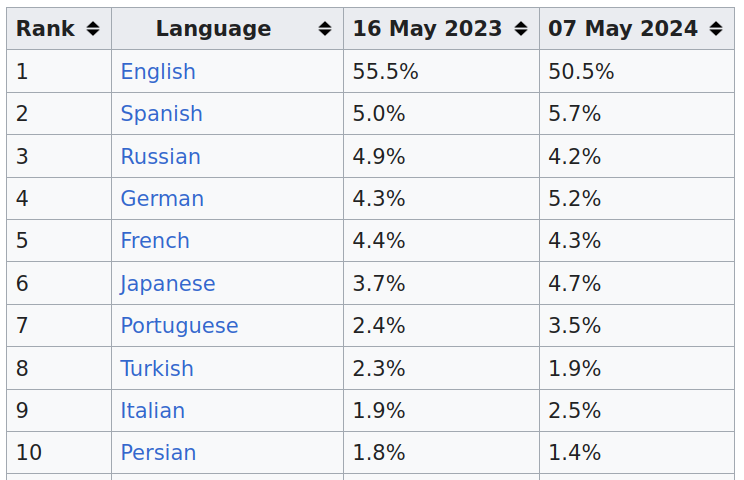 Rank Language 16 May 2023 07 May 2024
1 English 55.5% 50.5%
2 Spanish 5.0% 5.7%
3 Russian 4.9% 4.2%
4 German 4.3% 5.2%
5 French 4.4% 4.3%
6 Japanese 3.7% 4.7%
7 Portuguese 2.4% 3.5%
8 Turkish 2.3% 1.9%
9 Italian 1.9% 2.5%
10 Persian 1.8% 1.4%